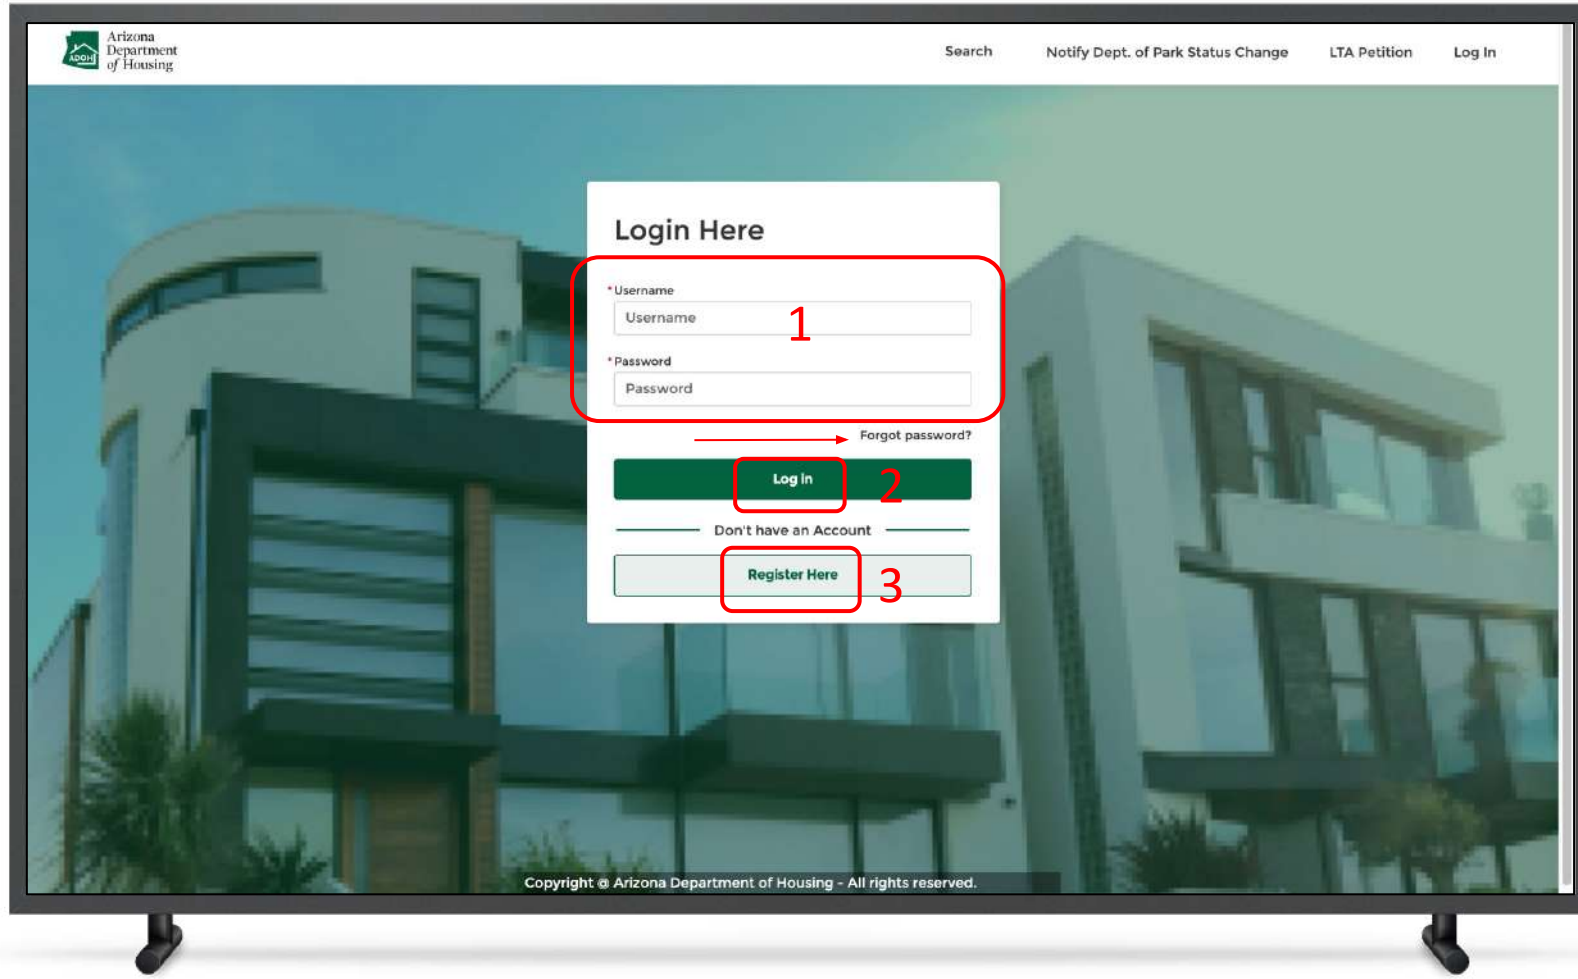 Arizona
Department
of Housing
ADOH
Search Notify Dept. of Park Status Change LTA Petition Log In
Login Here
*Username
Username
1
*Password
Password
Forgot password?
Log in
2
Don't have an Account
Register Here
3
Copyright @ Arizona Department of Housing - All rights reserved.